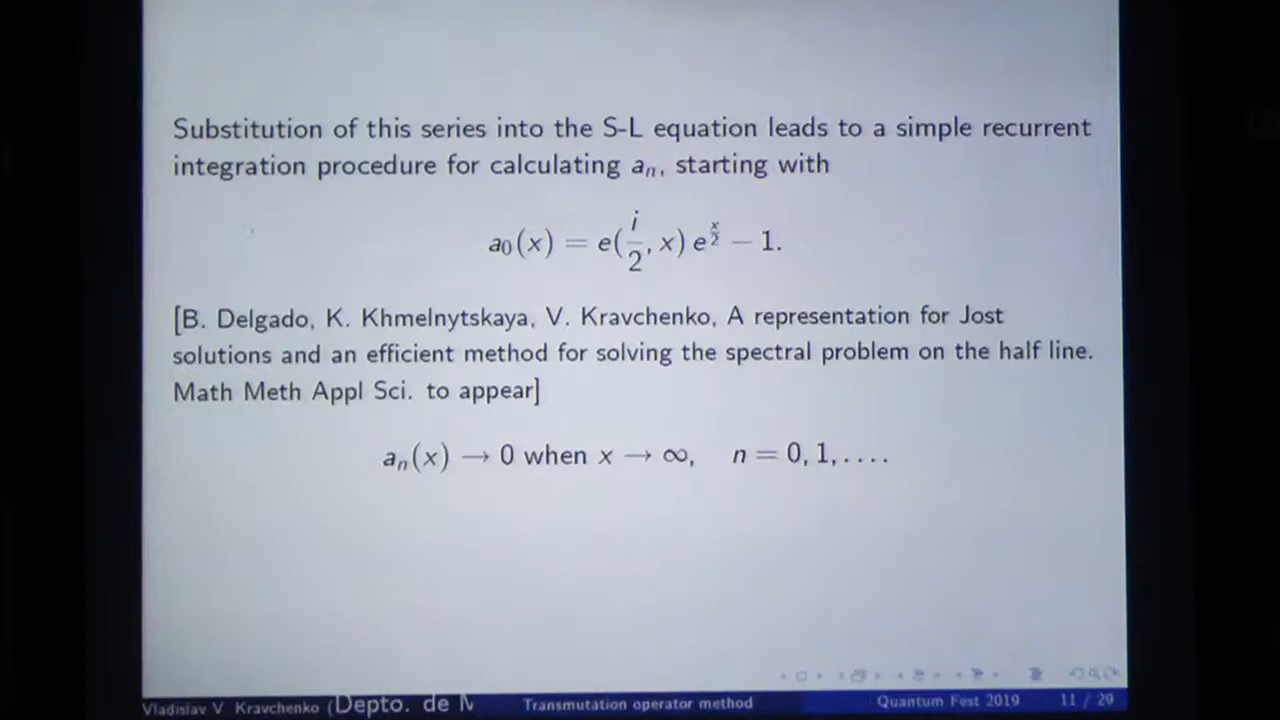 Substitution of this series into the S-L equation leads to a simple recurrent
integration procedure for calculating aₙ, starting with
a₀(x) = e(i/2, x) e^{x/2} − 1.
[B. Delgado, K. Khmelnytskaya, V. Kravchenko, A representation for Jost
solutions and an efficient method for solving the spectral problem on the half line.
Math Meth Appl Sci. to appear]
aₙ(x) → 0 when x → ∞, n = 0, 1, . . . .
Vladislav V. Kravchenko (Depto. de M Transmutation operator method Quantum Fest 2019 11 / 29